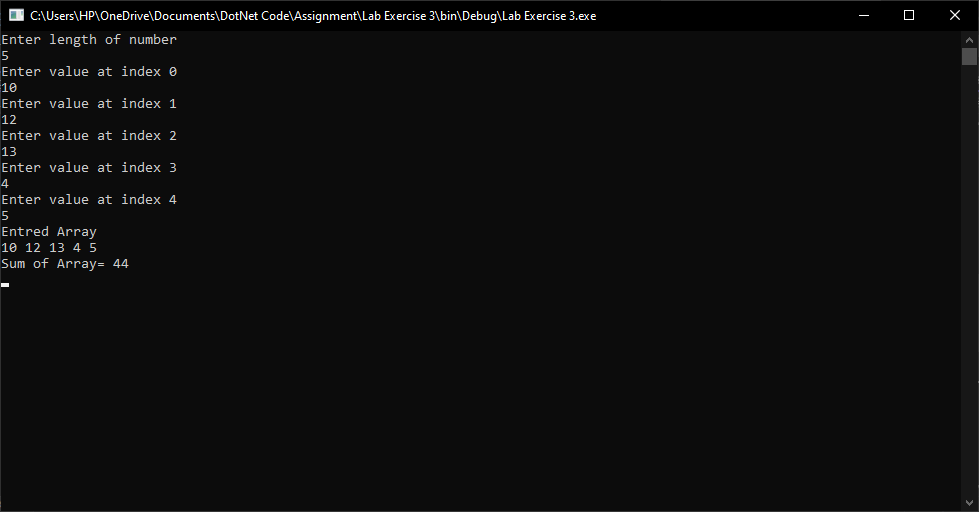 C:\Users\HP\OneDrive\Documents\DotNet Code\Assignment\Lab Exercise 3\bin\Debug\Lab Exercise 3.exe
Enter length of number
5
Enter value at index 0
10
Enter value at index 1
12
Enter value at index 2
13
Enter value at index 3
4
Enter value at index 4
5
Entred Array
10 12 13 4 5
Sum of Array= 44